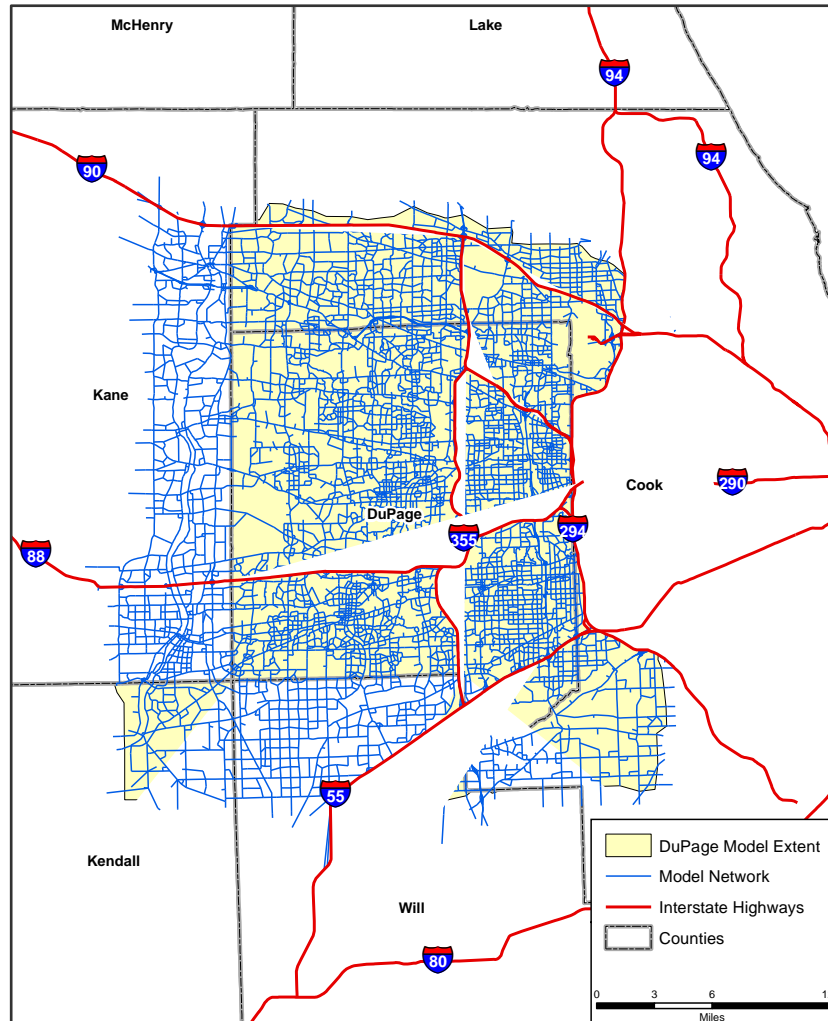 McHenry
Lake
94
94
90
Kane
Cook
290
DuPage
355
294
88
55
Kendall
Will
80
DuPage Model Extent
Model Network
Interstate Highways
Counties
0 3 6
Miles